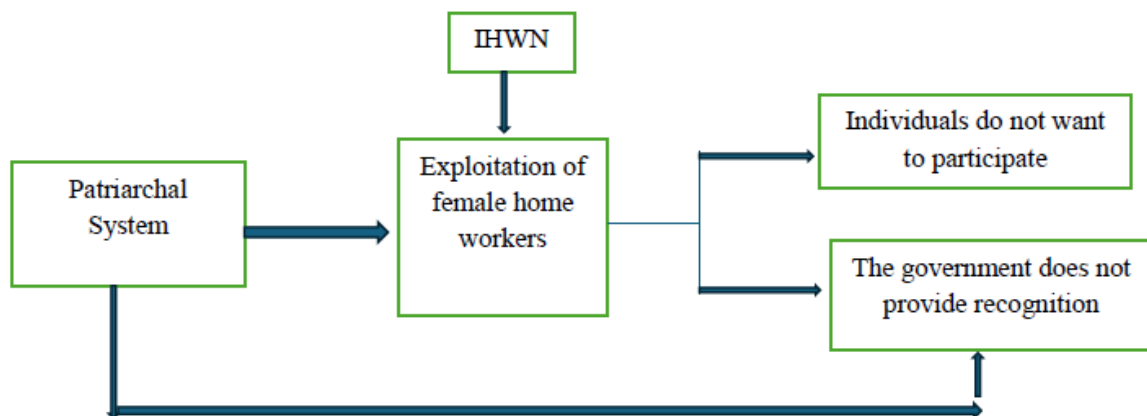 IHWN
Patriarchal
System
Exploitation of
female home
workers
Individuals do not want
to participate
The government does not
provide recognition